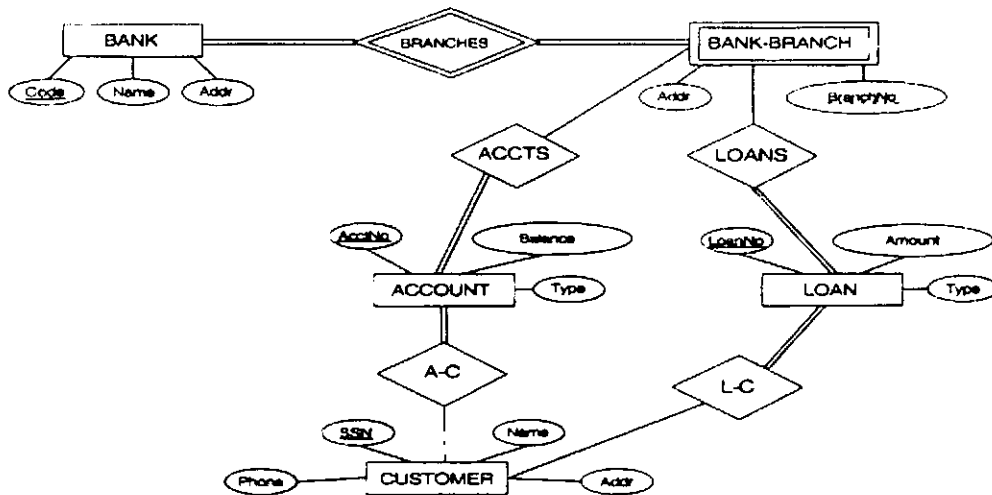 BANK
BRANCHES
BANK-BRANCH
Code
Name
Addr
Addr
BranchNo
ACCTS
LOANS
AcctNo
Balance
LoanNo
Amount
ACCOUNT
Type
LOAN
Type
A-C
L-C
SSN
Name
Phone
CUSTOMER
Addr